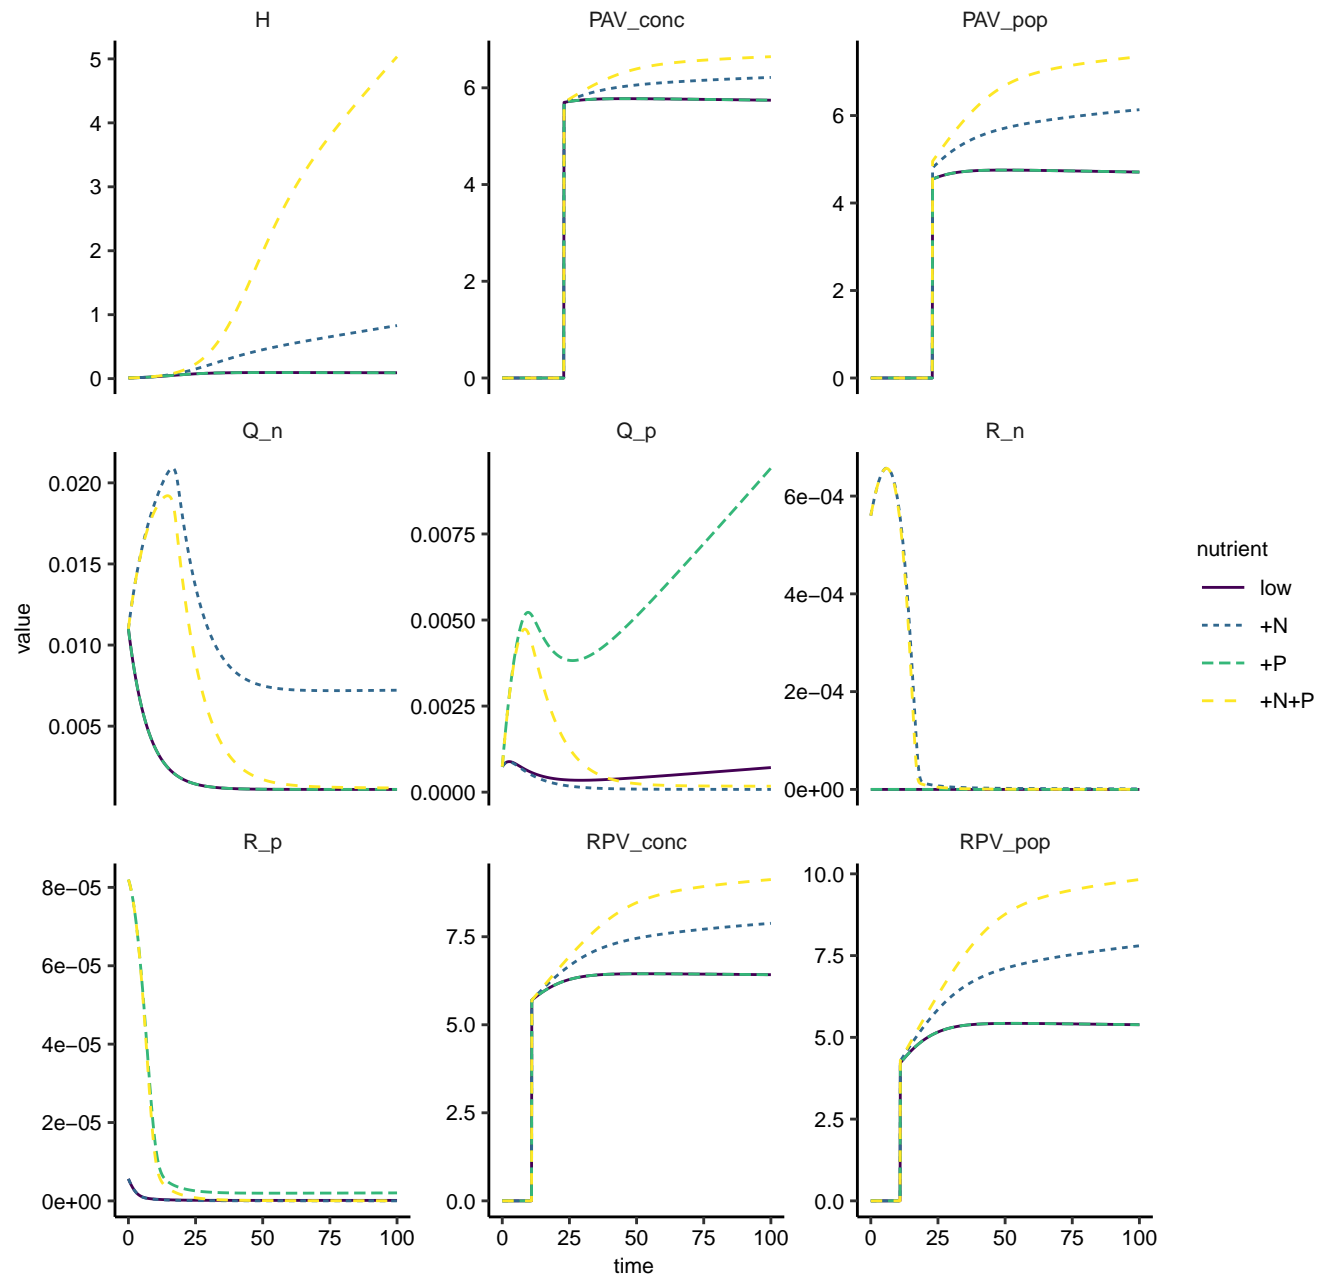 H
PAV_conc
PAV_pop
5
4
3
2
1
0
6
4
2
0
6
4
2
0
Q_n
Q_p
R_n
0.020
0.015
0.010
0.005
0.0075
0.0050
0.0025
0.0000
6e−04
4e−04
2e−04
0e+00
value
nutrient
low
+N
+P
+N+P
R_p
RPV_conc
RPV_pop
8e−05
6e−05
4e−05
2e−05
0e+00
7.5
5.0
2.5
0.0
10.0
7.5
5.0
2.5
0.0
0 25 50 75 100
0 25 50 75 100
0 25 50 75 100
time